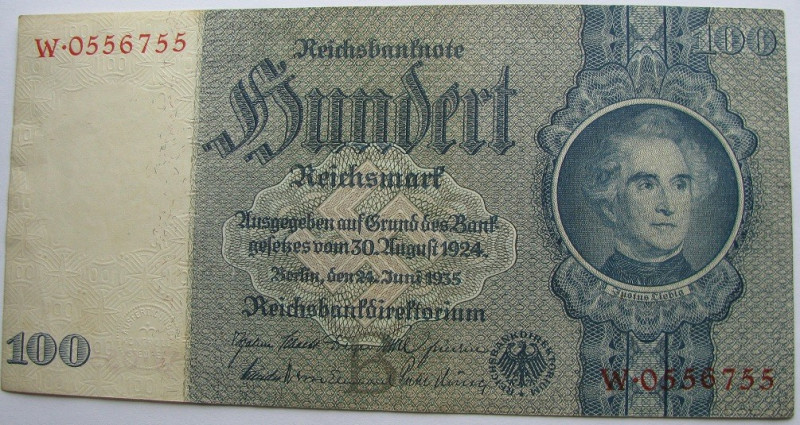 W·0556755
100
Reichsbanknote
Hundert
Reichsmark
Ausgegeben auf Grund des Bank-
gesetzes vom 30. August 1924.
Berlin, den 24. Juni 1935
Reichsbankdirektorium
Justus Liebig
REICHSBANKDIREKTORIUM
W·0556755
100